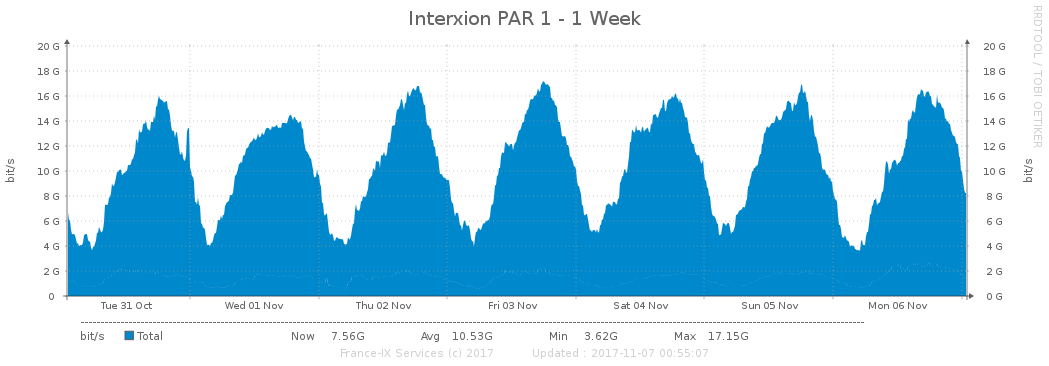 Interxion PAR 1 - 1 Week
RRDTOOL / TOBI OETIKER
20 G 20 G
18 G 18 G
16 G 16 G
14 G 14 G
12 G 12 G
10 G 10 G
8 G 8 G
6 G 6 G
4 G 4 G
2 G 2 G
0 0 G
bit/s
bit/s
Tue 31 Oct Wed 01 Nov Thu 02 Nov Fri 03 Nov Sat 04 Nov Sun 05 Nov Mon 06 Nov
bit/s Total Now 7.56G Avg 10.53G Min 3.62G Max 17.15G
France-IX Services (c) 2017 Updated : 2017-11-07 00:55:07